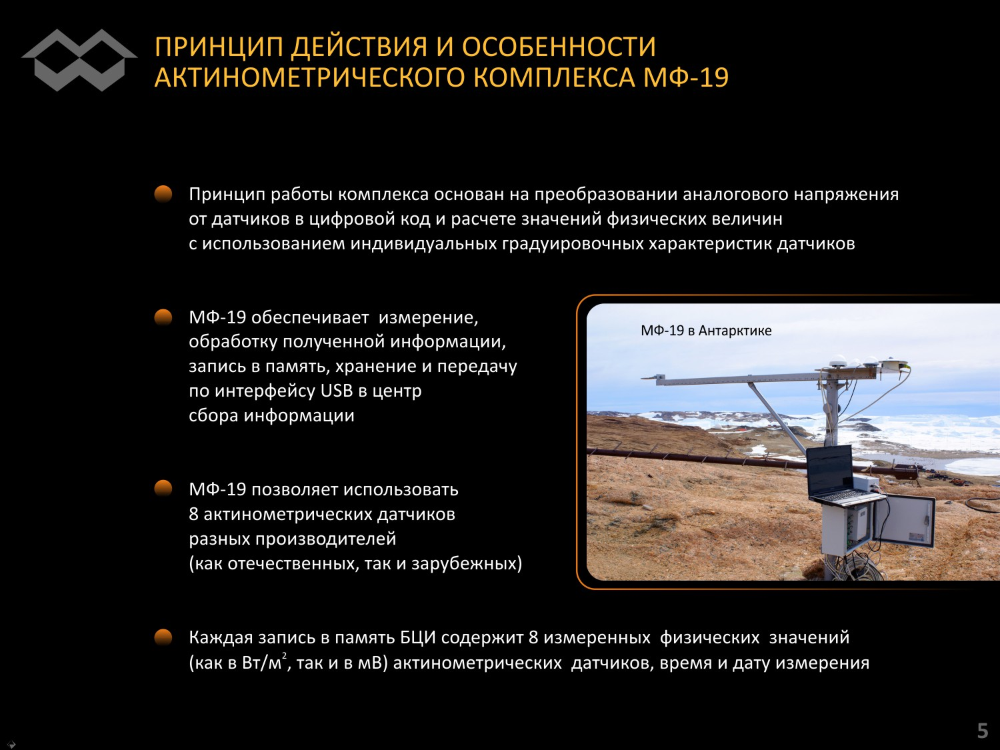 ПРИНЦИП ДЕЙСТВИЯ И ОСОБЕННОСТИ
АКТИНОМЕТРИЧЕСКОГО КОМПЛЕКСА МФ-19
Принцип работы комплекса основан на преобразовании аналогового напряжения
от датчиков в цифровой код и расчете значений физических величин
с использованием индивидуальных градуировочных характеристик датчиков
МФ-19 обеспечивает измерение,
обработку полученной информации,
запись в память, хранение и передачу
по интерфейсу USB в центр
сбора информации
МФ-19 в Антарктике
МФ-19 позволяет использовать
8 актинометрических датчиков
разных производителей
(как отечественных, так и зарубежных)
Каждая запись в память БЦИ содержит 8 измеренных физических значений
(как в Вт/м², так и в мВ) актинометрических датчиков, время и дату измерения
5